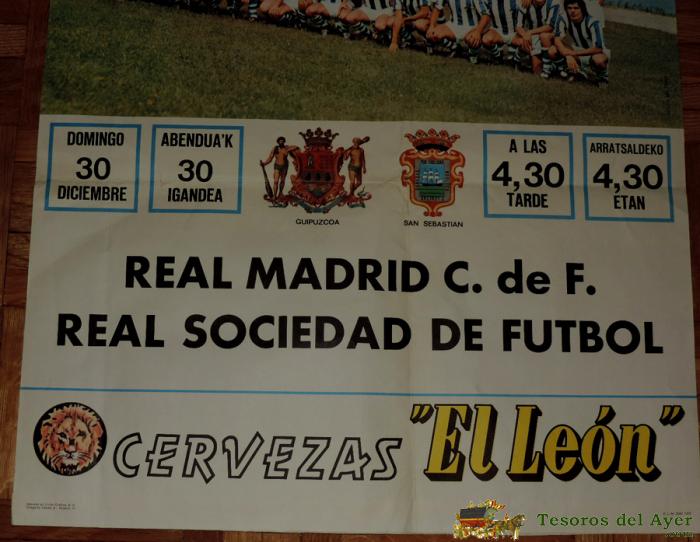 DOMINGO
30
DICIEMBRE
ABENDUA'K
30
IGANDEA
A LAS
4,30
TARDE
ARRATSALDEKO
4,30
ETAN
GUIPUZCOA
SAN SEBASTIAN
REAL MADRID C. de F.
REAL SOCIEDAD DE FUTBOL
CERVEZAS "El León"
Tesoros del Ayer
.com